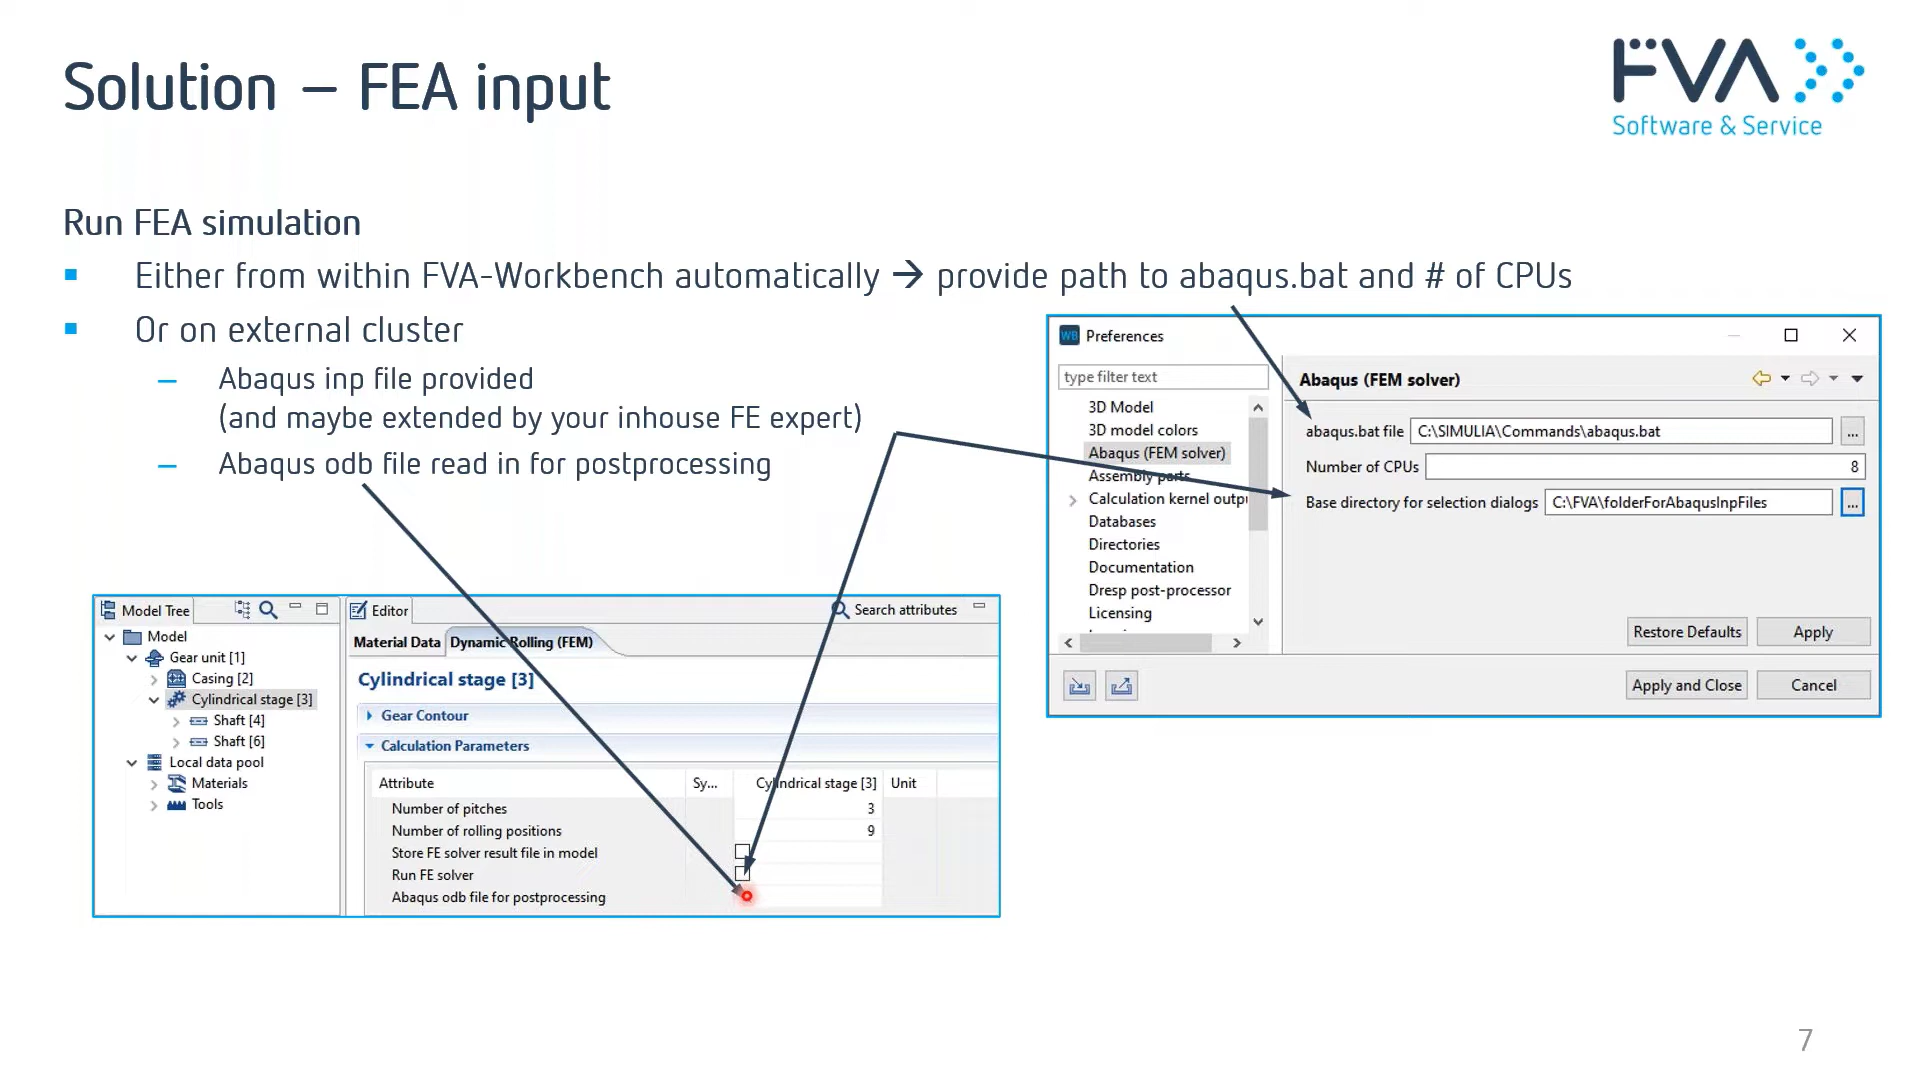 Solution – FEA input
FVA
Software & Service
Run FEA simulation
Either from within FVA-Workbench automatically → provide path to abaqus.bat and # of CPUs
Or on external cluster
– Abaqus inp file provided
(and maybe extended by your inhouse FE expert)
– Abaqus odb file read in for postprocessing
WB Preferences
type filter text
3D Model
3D model colors
Abaqus (FEM solver)
Assembly parts
Calculation kernel outpu
Databases
Directories
Documentation
Dresp post-processor
Licensing
Abaqus (FEM solver)
abaqus.bat file C:\SIMULIA\Commands\abaqus.bat ...
Number of CPUs 8
Base directory for selection dialogs C:\FVA\folderForAbaqusInpFiles ...
Restore Defaults Apply
Apply and Close Cancel
Model Tree
Model
Gear unit [1]
Casing [2]
Cylindrical stage [3]
Shaft [4]
Shaft [6]
Local data pool
Materials
Tools
Editor Search attributes
Material Data Dynamic Rolling (FEM)
Cylindrical stage [3]
Gear Contour
Calculation Parameters
Attribute Sy... Cylindrical stage [3] Unit
Number of pitches 3
Number of rolling positions 9
Store FE solver result file in model
Run FE solver
Abaqus odb file for postprocessing
7